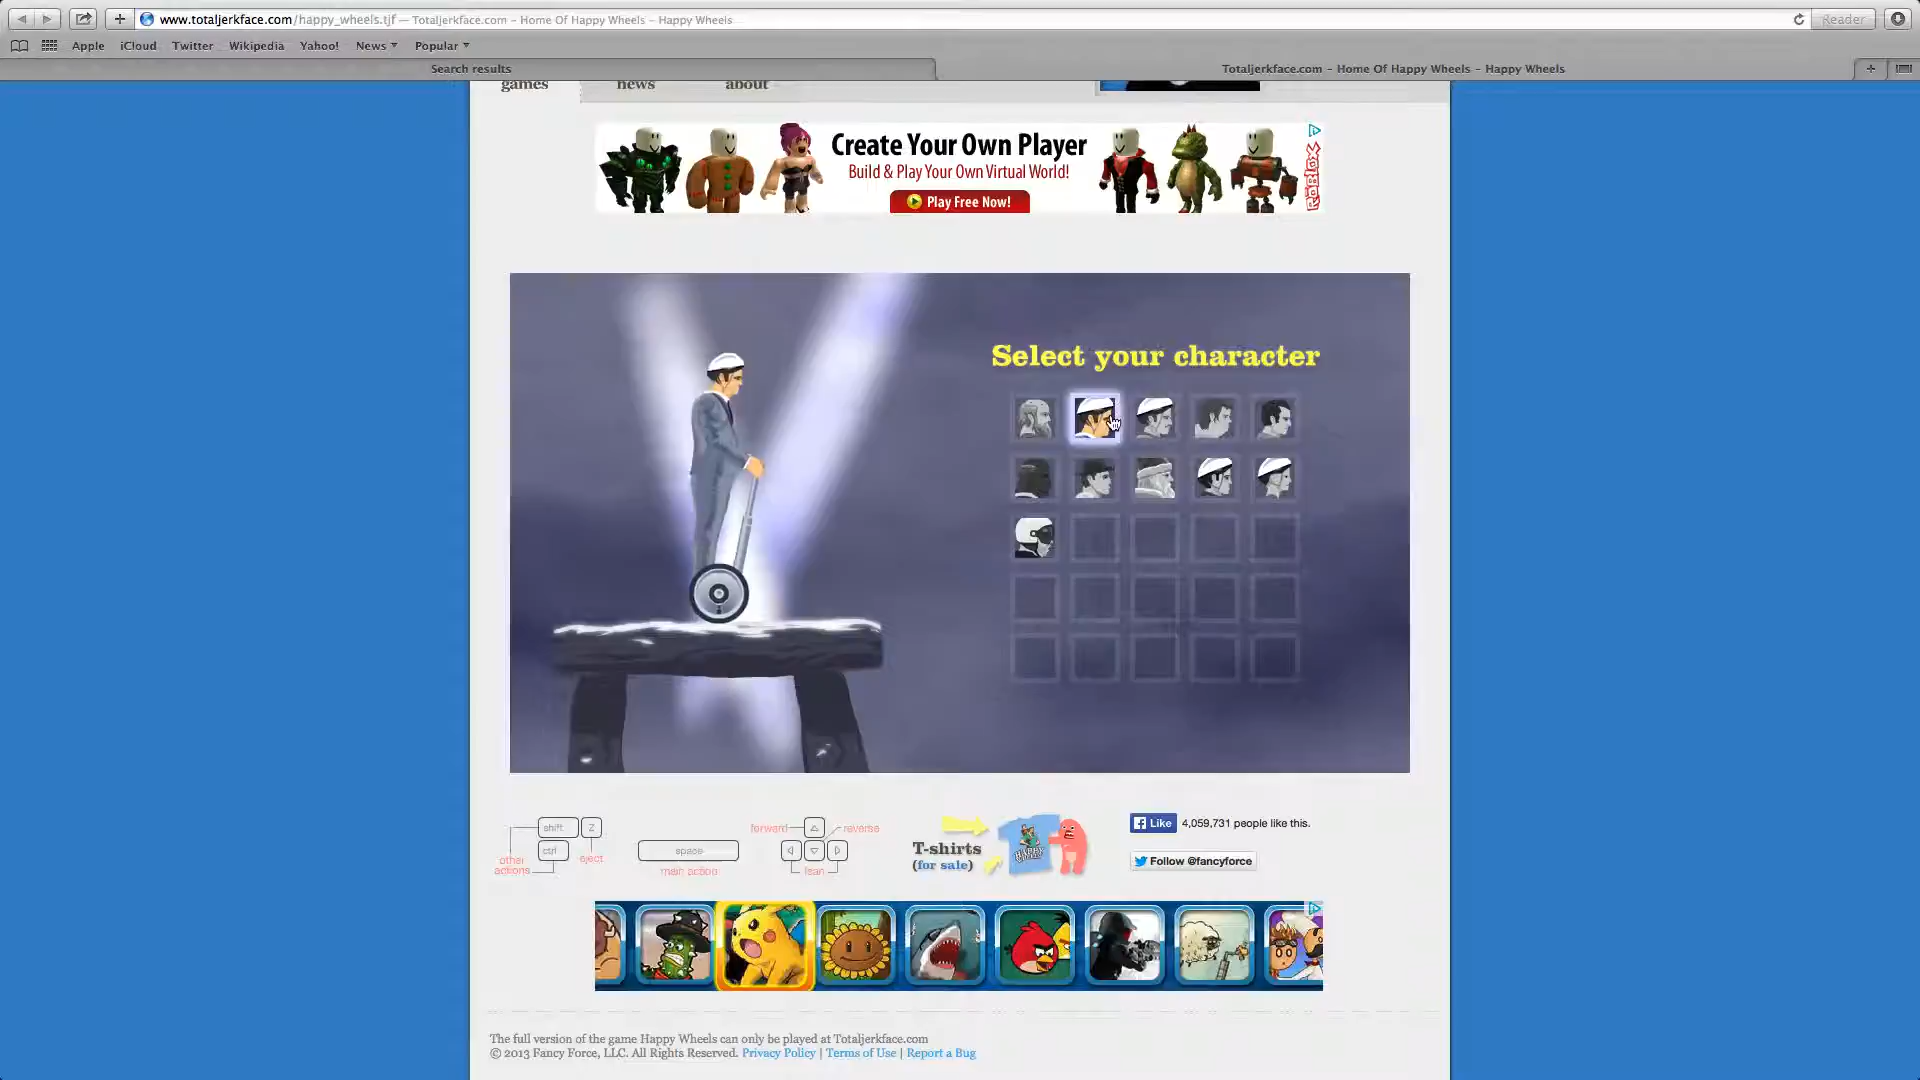 www.totaljerkface.com/happy_wheels.tjf — Totaljerkface.com – Home Of Happy Wheels – Happy Wheels
Reader
Apple iCloud Twitter Wikipedia Yahoo! News Popular
Search results
Totaljerkface.com – Home Of Happy Wheels – Happy Wheels
games news about
Create Your Own Player
Build & Play Your Own Virtual World!
Play Free Now!
ROBLOX
Select your character
shift Z
ctrl
eject
other
actions
space
main action
forward reverse
lean
T-shirts
(for sale)
HAPPY WHEELS
Like 4,059,731 people like this.
Follow @fancyforce
The full version of the game Happy Wheels can only be played at Totaljerkface.com
© 2013 Fancy Force, LLC. All Rights Reserved. Privacy Policy | Terms of Use | Report a Bug